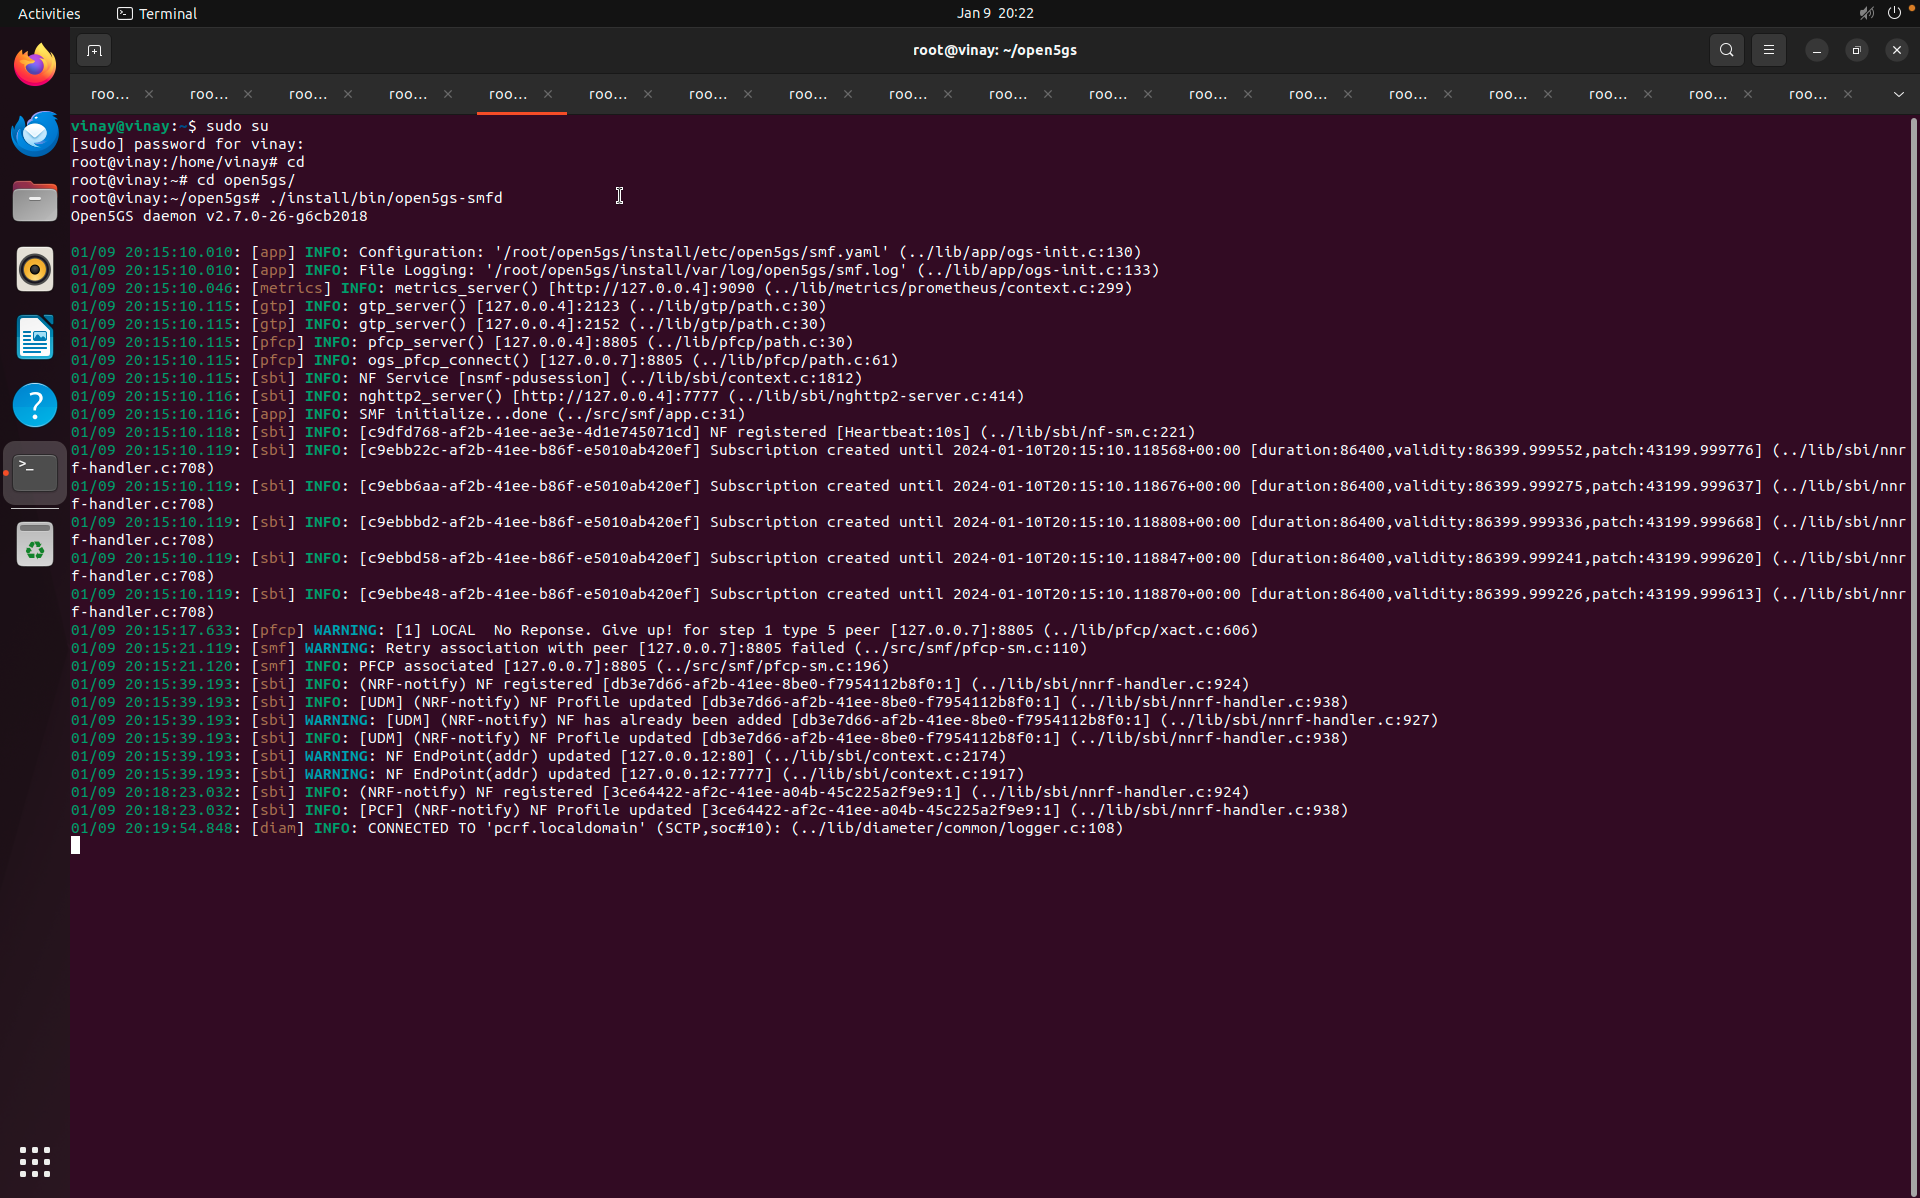 Activities
Terminal
Jan 9 20:22
root@vinay: ~/open5gs
roo... roo... roo... roo... roo... roo... roo... roo... roo... roo... roo... roo... roo... roo... roo... roo... roo... roo...
vinay@vinay:~$ sudo su
[sudo] password for vinay:
root@vinay:/home/vinay# cd
root@vinay:~# cd open5gs/
root@vinay:~/open5gs# ./install/bin/open5gs-smfd
Open5GS daemon v2.7.0-26-g6cb2018
01/09 20:15:10.010: [app] INFO: Configuration: '/root/open5gs/install/etc/open5gs/smf.yaml' (../lib/app/ogs-init.c:130)
01/09 20:15:10.010: [app] INFO: File Logging: '/root/open5gs/install/var/log/open5gs/smf.log' (../lib/app/ogs-init.c:133)
01/09 20:15:10.046: [metrics] INFO: metrics_server() [http://127.0.0.4]:9090 (../lib/metrics/prometheus/context.c:299)
01/09 20:15:10.115: [gtp] INFO: gtp_server() [127.0.0.4]:2123 (../lib/gtp/path.c:30)
01/09 20:15:10.115: [gtp] INFO: gtp_server() [127.0.0.4]:2152 (../lib/gtp/path.c:30)
01/09 20:15:10.115: [pfcp] INFO: pfcp_server() [127.0.0.4]:8805 (../lib/pfcp/path.c:30)
01/09 20:15:10.115: [pfcp] INFO: ogs_pfcp_connect() [127.0.0.7]:8805 (../lib/pfcp/path.c:61)
01/09 20:15:10.115: [sbi] INFO: NF Service [nsmf-pdusession] (../lib/sbi/context.c:1812)
01/09 20:15:10.116: [sbi] INFO: nghttp2_server() [http://127.0.0.4]:7777 (../lib/sbi/nghttp2-server.c:414)
01/09 20:15:10.116: [app] INFO: SMF initialize...done (../src/smf/app.c:31)
01/09 20:15:10.118: [sbi] INFO: [c9dfd768-af2b-41ee-ae3e-4d1e745071cd] NF registered [Heartbeat:10s] (../lib/sbi/nf-sm.c:221)
01/09 20:15:10.119: [sbi] INFO: [c9ebb22c-af2b-41ee-b86f-e5010ab420ef] Subscription created until 2024-01-10T20:15:10.118568+00:00 [duration:86400,validity:86399.999552,patch:43199.999776] (../lib/sbi/nnr
f-handler.c:708)
01/09 20:15:10.119: [sbi] INFO: [c9ebb6aa-af2b-41ee-b86f-e5010ab420ef] Subscription created until 2024-01-10T20:15:10.118676+00:00 [duration:86400,validity:86399.999275,patch:43199.999637] (../lib/sbi/nnr
f-handler.c:708)
01/09 20:15:10.119: [sbi] INFO: [c9ebbbd2-af2b-41ee-b86f-e5010ab420ef] Subscription created until 2024-01-10T20:15:10.118808+00:00 [duration:86400,validity:86399.999336,patch:43199.999668] (../lib/sbi/nnr
f-handler.c:708)
01/09 20:15:10.119: [sbi] INFO: [c9ebbd58-af2b-41ee-b86f-e5010ab420ef] Subscription created until 2024-01-10T20:15:10.118847+00:00 [duration:86400,validity:86399.999241,patch:43199.999620] (../lib/sbi/nnr
f-handler.c:708)
01/09 20:15:10.119: [sbi] INFO: [c9ebbe48-af2b-41ee-b86f-e5010ab420ef] Subscription created until 2024-01-10T20:15:10.118870+00:00 [duration:86400,validity:86399.999226,patch:43199.999613] (../lib/sbi/nnr
f-handler.c:708)
01/09 20:15:17.633: [pfcp] WARNING: [1] LOCAL  No Reponse. Give up! for step 1 type 5 peer [127.0.0.7]:8805 (../lib/pfcp/xact.c:606)
01/09 20:15:21.119: [smf] WARNING: Retry association with peer [127.0.0.7]:8805 failed (../src/smf/pfcp-sm.c:110)
01/09 20:15:21.120: [smf] INFO: PFCP associated [127.0.0.7]:8805 (../src/smf/pfcp-sm.c:196)
01/09 20:15:39.193: [sbi] INFO: (NRF-notify) NF registered [db3e7d66-af2b-41ee-8be0-f7954112b8f0:1] (../lib/sbi/nnrf-handler.c:924)
01/09 20:15:39.193: [sbi] INFO: [UDM] (NRF-notify) NF Profile updated [db3e7d66-af2b-41ee-8be0-f7954112b8f0:1] (../lib/sbi/nnrf-handler.c:938)
01/09 20:15:39.193: [sbi] WARNING: [UDM] (NRF-notify) NF has already been added [db3e7d66-af2b-41ee-8be0-f7954112b8f0:1] (../lib/sbi/nnrf-handler.c:927)
01/09 20:15:39.193: [sbi] INFO: [UDM] (NRF-notify) NF Profile updated [db3e7d66-af2b-41ee-8be0-f7954112b8f0:1] (../lib/sbi/nnrf-handler.c:938)
01/09 20:15:39.193: [sbi] WARNING: NF EndPoint(addr) updated [127.0.0.12:80] (../lib/sbi/context.c:2174)
01/09 20:15:39.193: [sbi] WARNING: NF EndPoint(addr) updated [127.0.0.12:7777] (../lib/sbi/context.c:1917)
01/09 20:18:23.032: [sbi] INFO: (NRF-notify) NF registered [3ce64422-af2c-41ee-a04b-45c225a2f9e9:1] (../lib/sbi/nnrf-handler.c:924)
01/09 20:18:23.032: [sbi] INFO: [PCF] (NRF-notify) NF Profile updated [3ce64422-af2c-41ee-a04b-45c225a2f9e9:1] (../lib/sbi/nnrf-handler.c:938)
01/09 20:19:54.848: [diam] INFO: CONNECTED TO 'pcrf.localdomain' (SCTP,soc#10): (../lib/diameter/common/logger.c:108)